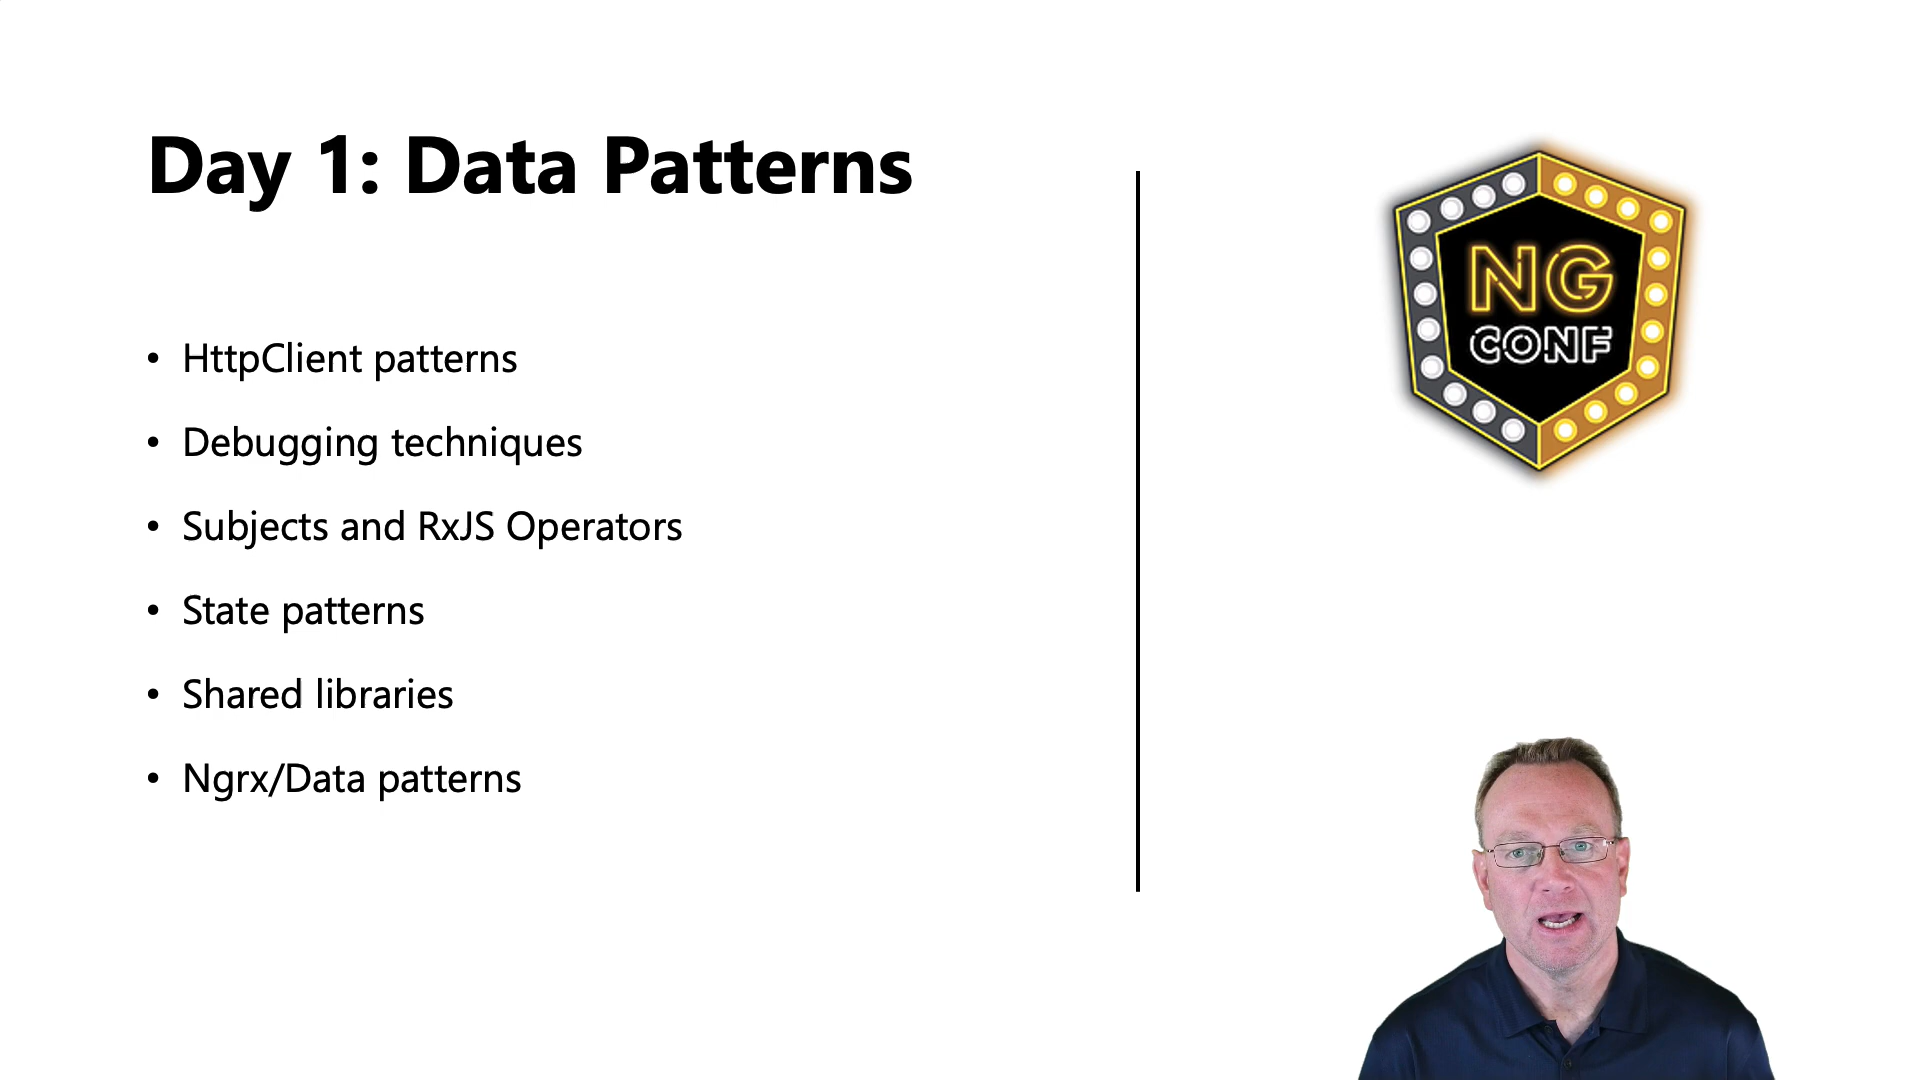 Day 1: Data Patterns
• HttpClient patterns
• Debugging techniques
• Subjects and RxJS Operators
• State patterns
• Shared libraries
• Ngrx/Data patterns
NG
CONF